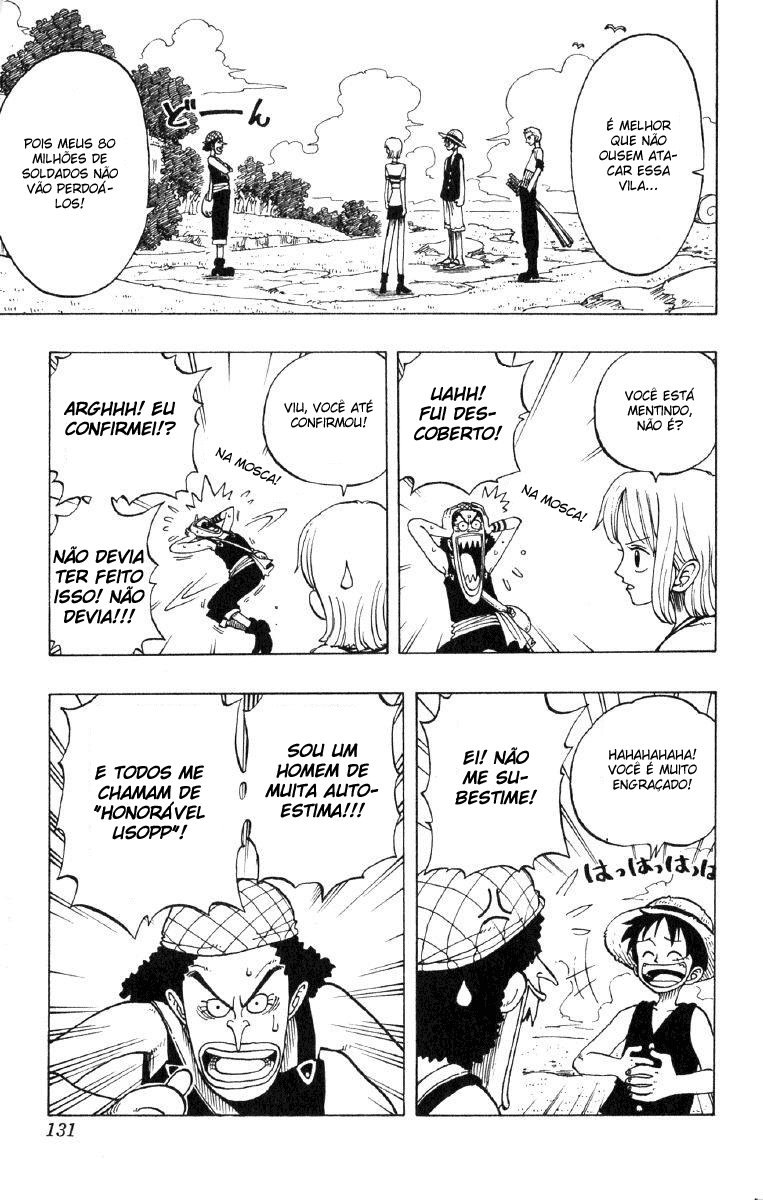 É MELHOR
QUE NÃO
OUSEM ATA-
CAR ESSA
VILA...
POIS MEUS 80
MILHÕES DE
SOLDADOS NÃO
VÃO PERDOÁ-
LOS!
どーん
VOCÊ ESTÁ
MENTINDO,
NÃO É?
UAHH!
FUI DES-
COBERTO!
NA MOSCA!
VIU, VOCÊ ATÉ
CONFIRMOU!
ARGHHH! EU
CONFIRMEI!?
NA MOSCA!
NÃO DEVIA
TER FEITO
ISSO! NÃO
DEVIA!!!
HAHAHAHAHA!
VOCÊ É MUITO
ENGRAÇADO!
はっはっはっは
EI! NÃO
ME SU-
BESTIME!
SOU UM
HOMEM DE
MUITA AUTO-
ESTIMA!!!
E TODOS ME
CHAMAM DE
"HONORÁVEL
USOPP"!
131